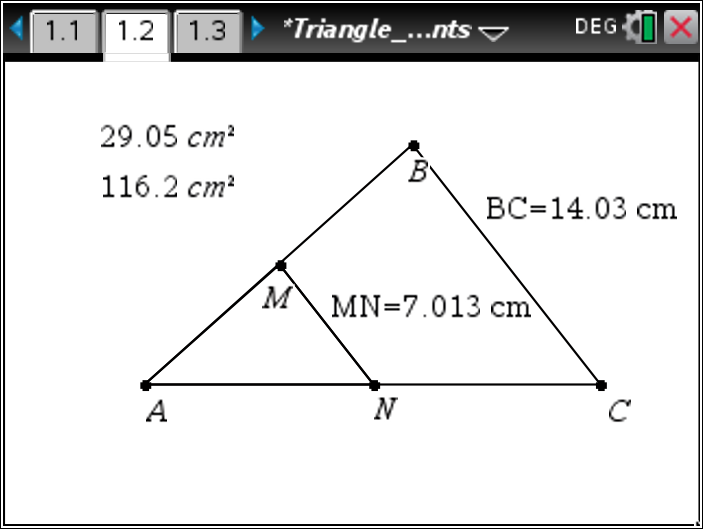 1.1 1.2 1.3 *Triangle_...nts DEG
29.05 cm²
116.2 cm²
B
BC=14.03 cm
M
MN=7.013 cm
A N C